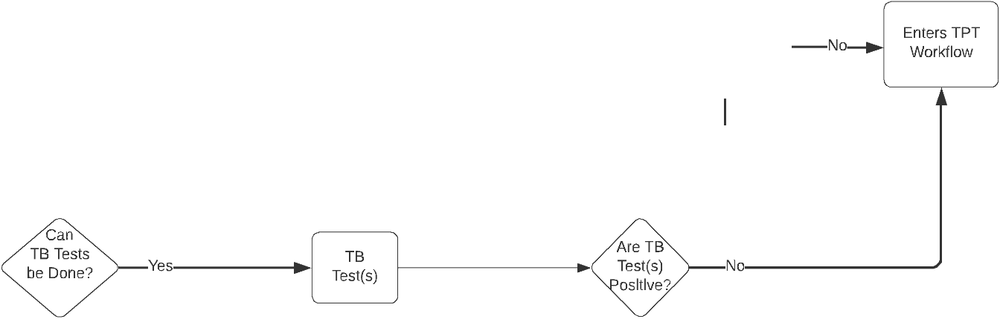 No
Enters TPT
Workflow
Can
TB Tests
be Done?
Yes
TB
Test(s)
Are TB
Test(s)
Positive?
No